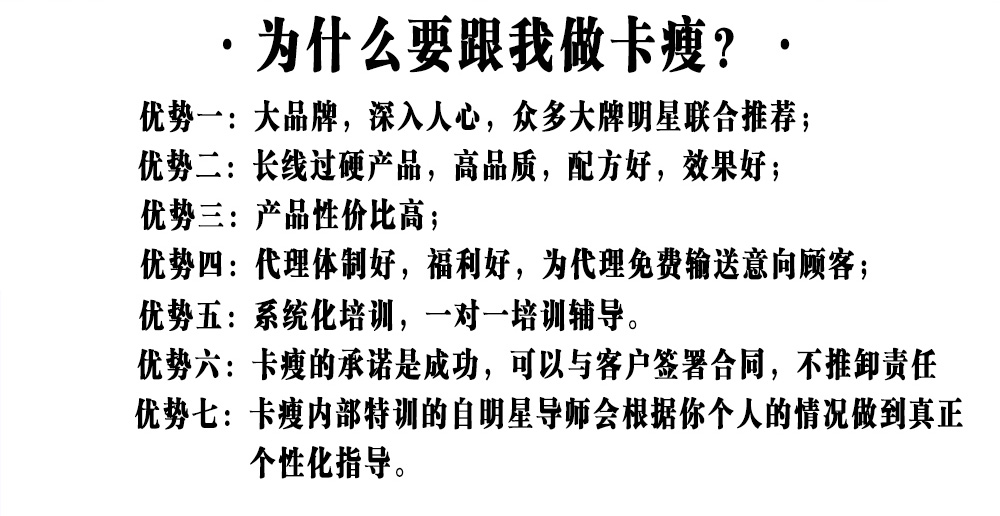 ·为什么要跟我做卡瘦？·
优势一：大品牌，深入人心，众多大牌明星联合推荐；
优势二：长线过硬产品，高品质，配方好，效果好；
优势三：产品性价比高；
优势四：代理体制好，福利好，为代理免费输送意向顾客；
优势五：系统化培训，一对一培训辅导。
优势六：卡瘦的承诺是成功，可以与客户签署合同，不推卸责任
优势七：卡瘦内部特训的自明星导师会根据你个人的情况做到真正
个性化指导。